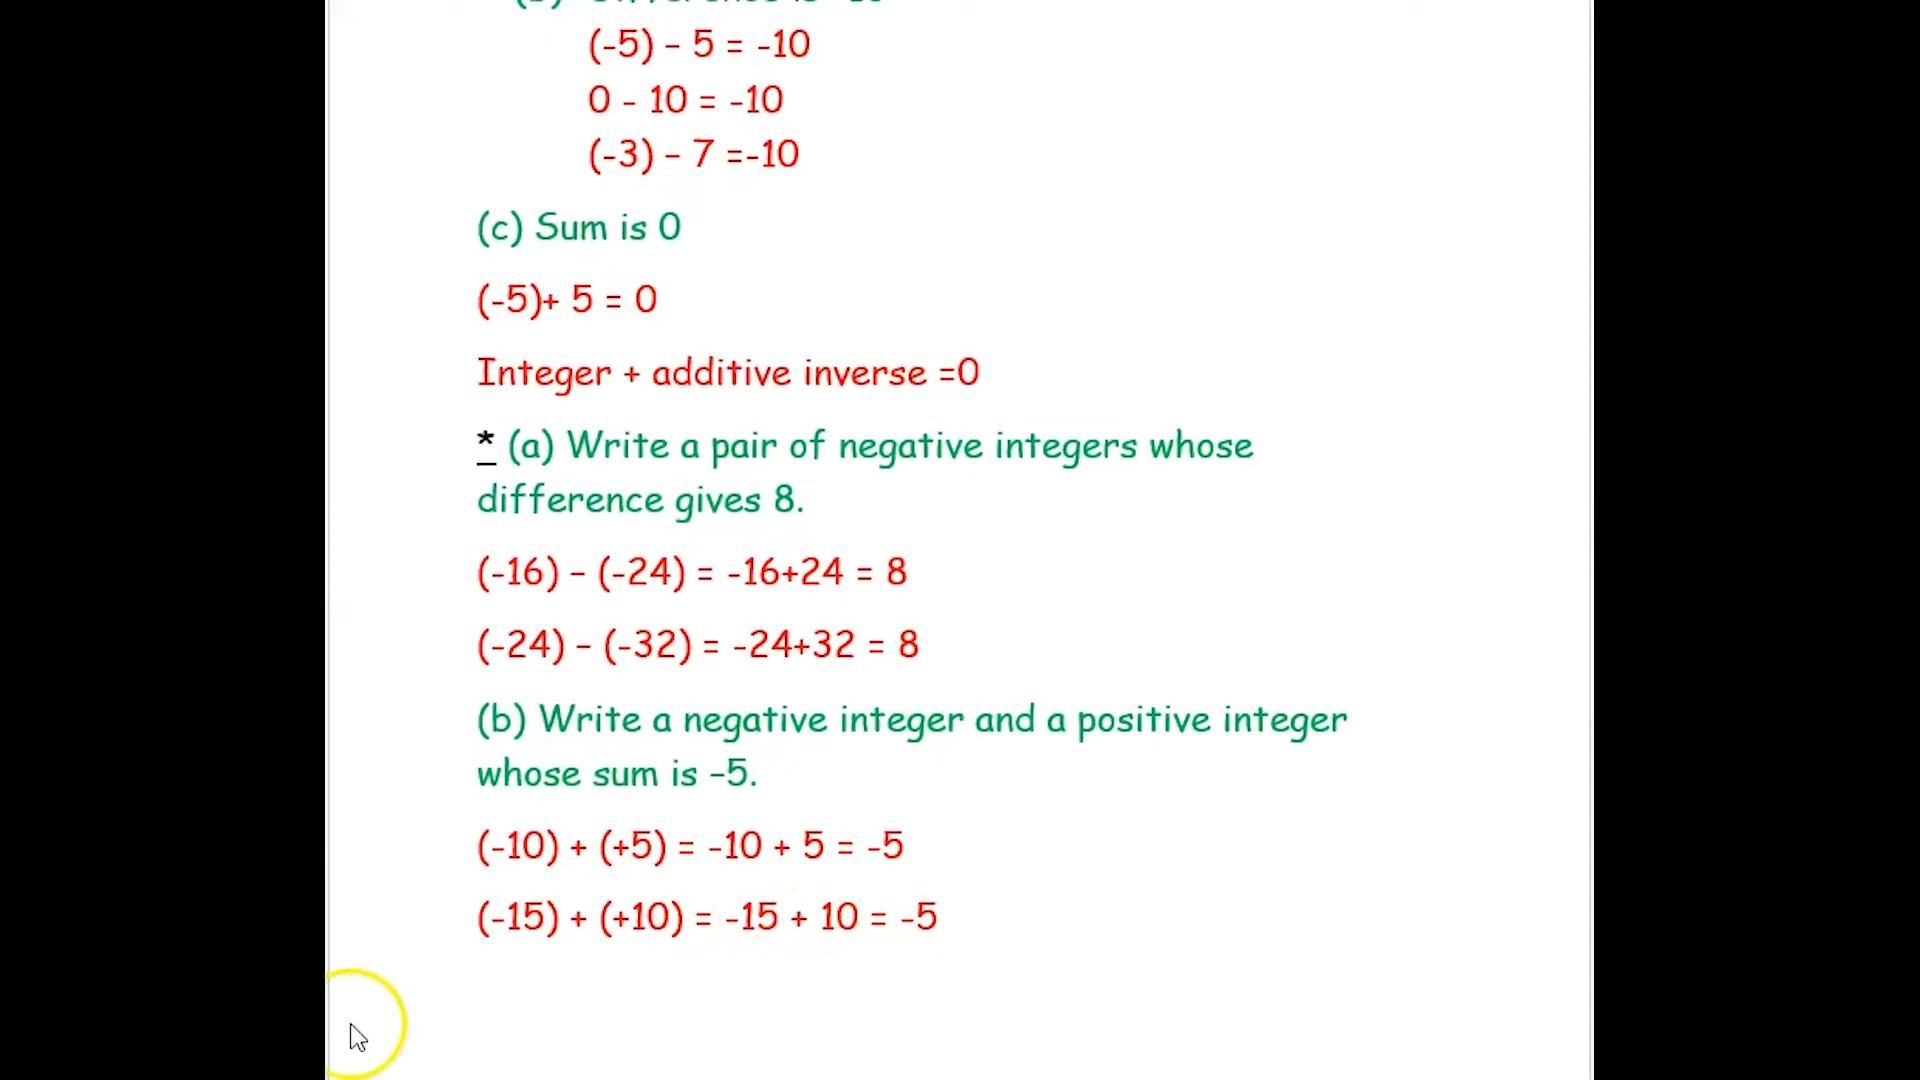 (-5) – 5 = -10
0 - 10 = -10
(-3) – 7 =-10
(c) Sum is 0
(-5)+ 5 = 0
Integer + additive inverse =0
* (a) Write a pair of negative integers whose
difference gives 8.
(-16) – (-24) = -16+24 = 8
(-24) – (-32) = -24+32 = 8
(b) Write a negative integer and a positive integer
whose sum is –5.
(-10) + (+5) = -10 + 5 = -5
(-15) + (+10) = -15 + 10 = -5